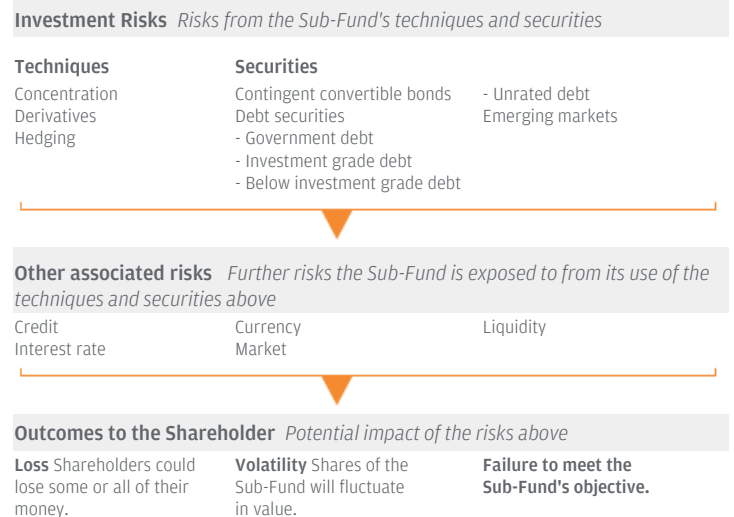 Investment Risks Risks from the Sub-Fund's techniques and securities
Techniques
Concentration
Derivatives
Hedging
Securities
Contingent convertible bonds
Debt securities
- Government debt
- Investment grade debt
- Below investment grade debt
- Unrated debt
Emerging markets
Other associated risks Further risks the Sub-Fund is exposed to from its use of the
techniques and securities above
Credit
Interest rate
Currency
Market
Liquidity
Outcomes to the Shareholder Potential impact of the risks above
Loss Shareholders could
lose some or all of their
money.
Volatility Shares of the
Sub-Fund will fluctuate
in value.
Failure to meet the
Sub-Fund's objective.